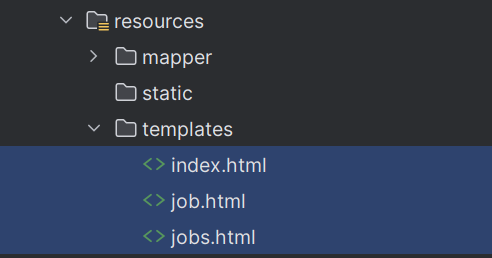 resources
mapper
static
templates
index.html
job.html
jobs.html